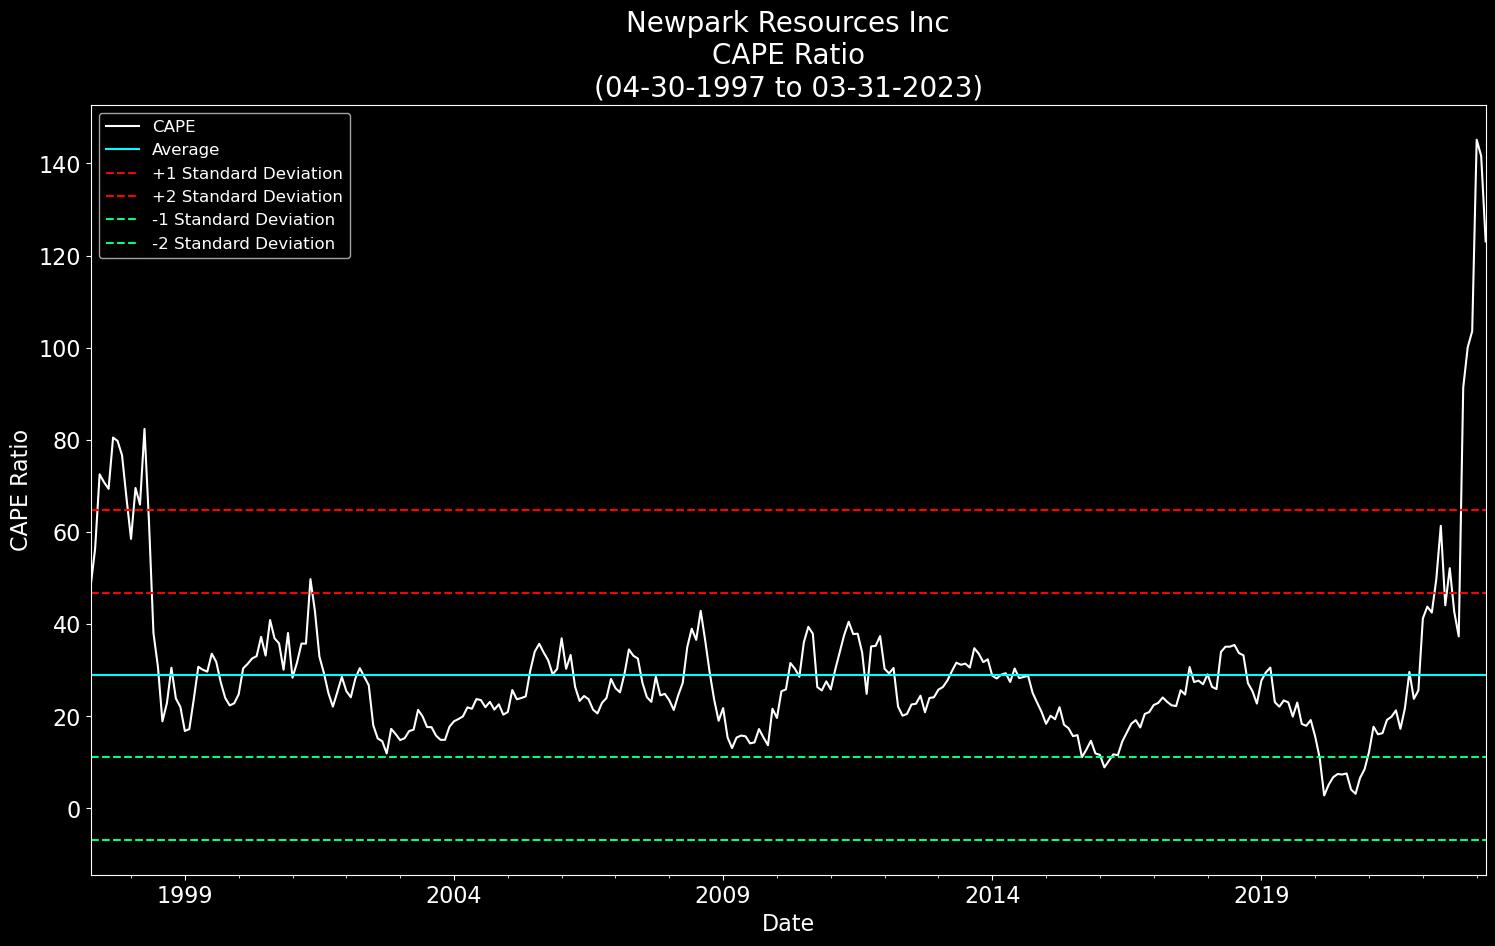 Newpark Resources Inc
CAPE Ratio
(04-30-1997 to 03-31-2023)
CAPE
Average
+1 Standard Deviation
+2 Standard Deviation
-1 Standard Deviation
-2 Standard Deviation
CAPE Ratio
140
120
100
80
60
40
20
0
1999
2004
2009
2014
2019
Date